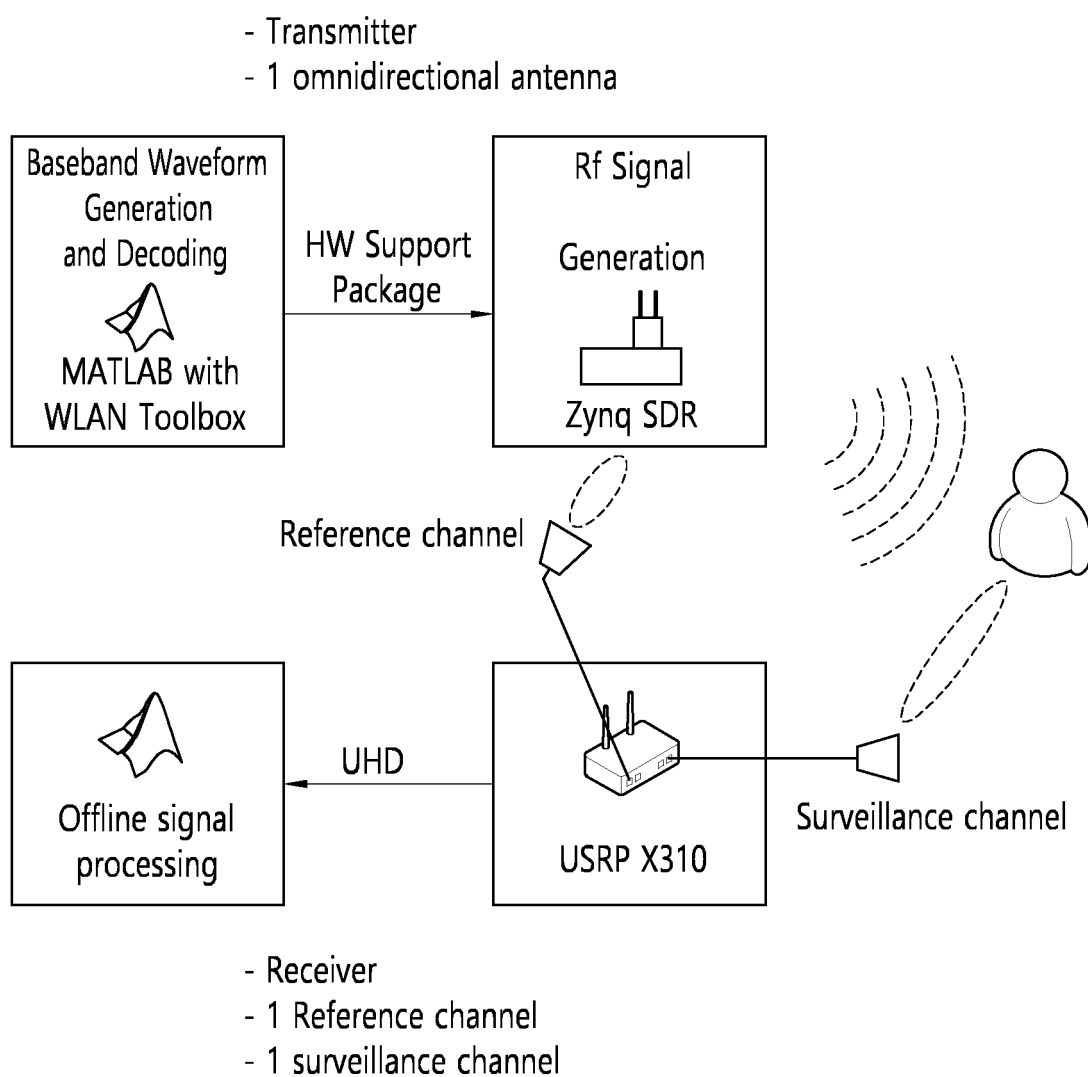 - Transmitter
- 1 omnidirectional antenna
Baseband Waveform
Generation
and Decoding
MATLAB with
WLAN Toolbox
HW Support
Package
Rf Signal
Generation
Zynq SDR
Reference channel
Offline signal
processing
UHD
USRP X310
Surveillance channel
- Receiver
- 1 Reference channel
- 1 surveillance channel